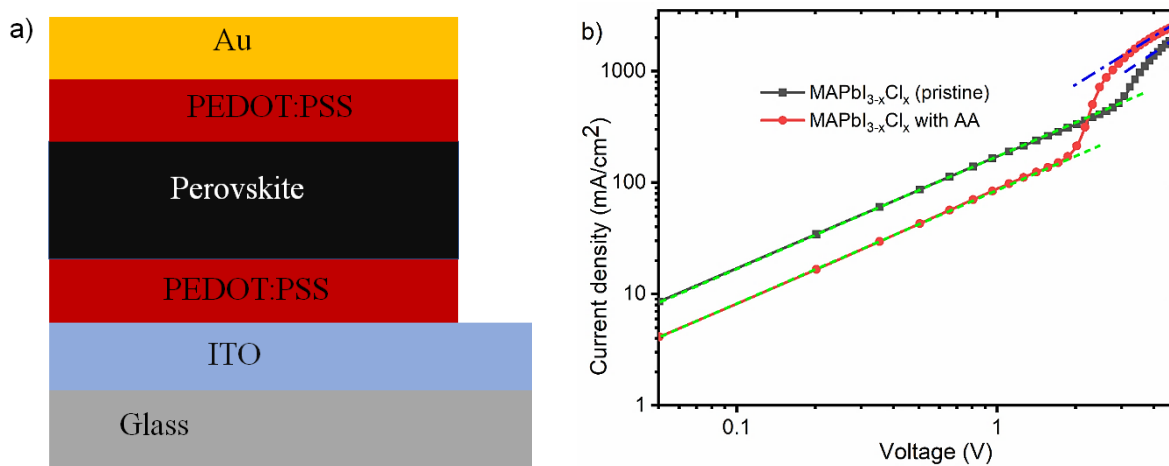 a)
Au
PEDOT:PSS
Perovskite
PEDOT:PSS
ITO
Glass
b)
1000
100
10
1
Current density (mA/cm²)
MAPbI₃₋ₓClₓ (pristine)
MAPbI₃₋ₓClₓ with AA
0.1
1
Voltage (V)